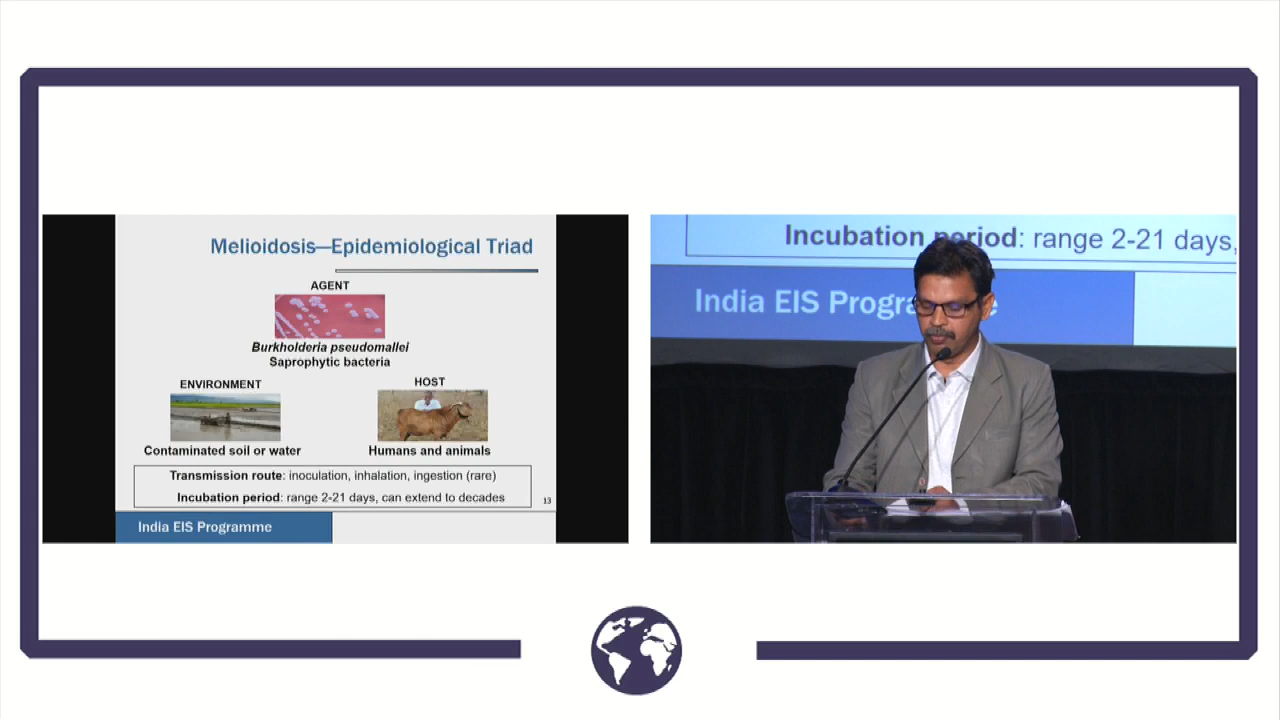 Melioidosis—Epidemiological Triad
AGENT
Burkholderia pseudomallei
Saprophytic bacteria
ENVIRONMENT
HOST
Contaminated soil or water
Humans and animals
Transmission route: inoculation, inhalation, ingestion (rare)
Incubation period: range 2-21 days, can extend to decades
13
India EIS Programme
Incubation period: range 2-21 days,
India EIS Progra e